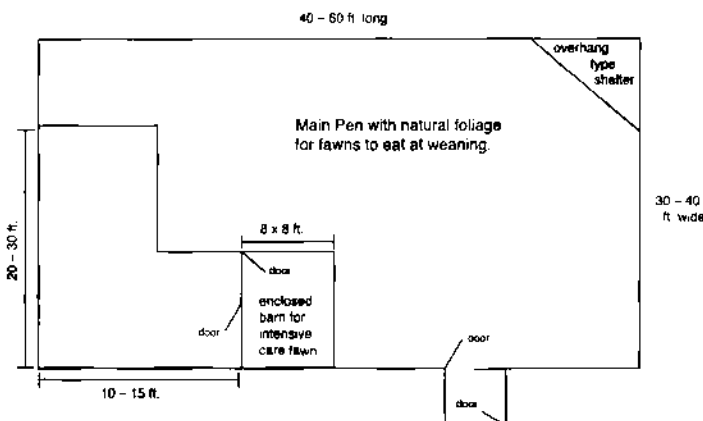 40 – 60 ft. long
overhang
type
shelter
Main Pen with natural foliage
for fawns to eat at weaning.
30 – 40
ft. wide
20 – 30 ft.
8 x 8 ft.
door
enclosed
barn for
intensive
care fawn
door
door
10 – 15 ft.
door